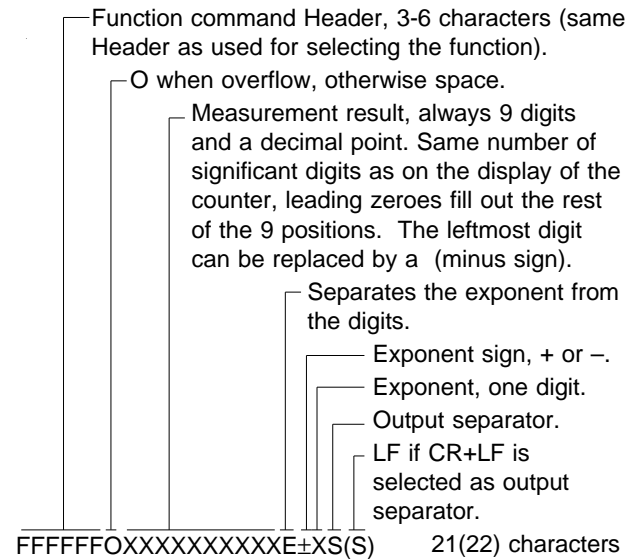 Function command Header, 3-6 characters (same
Header as used for selecting the function).
O when overflow, otherwise space.
Measurement result, always 9 digits
and a decimal point. Same number of
significant digits as on the display of the
counter, leading zeroes fill out the rest
of the 9 positions. The leftmost digit
can be replaced by a (minus sign).
Separates the exponent from
the digits.
Exponent sign, + or –.
Exponent, one digit.
Output separator.
LF if CR+LF is
selected as output
separator.
FFFFFFOXXXXXXXXXXE±XS(S) 21(22) characters